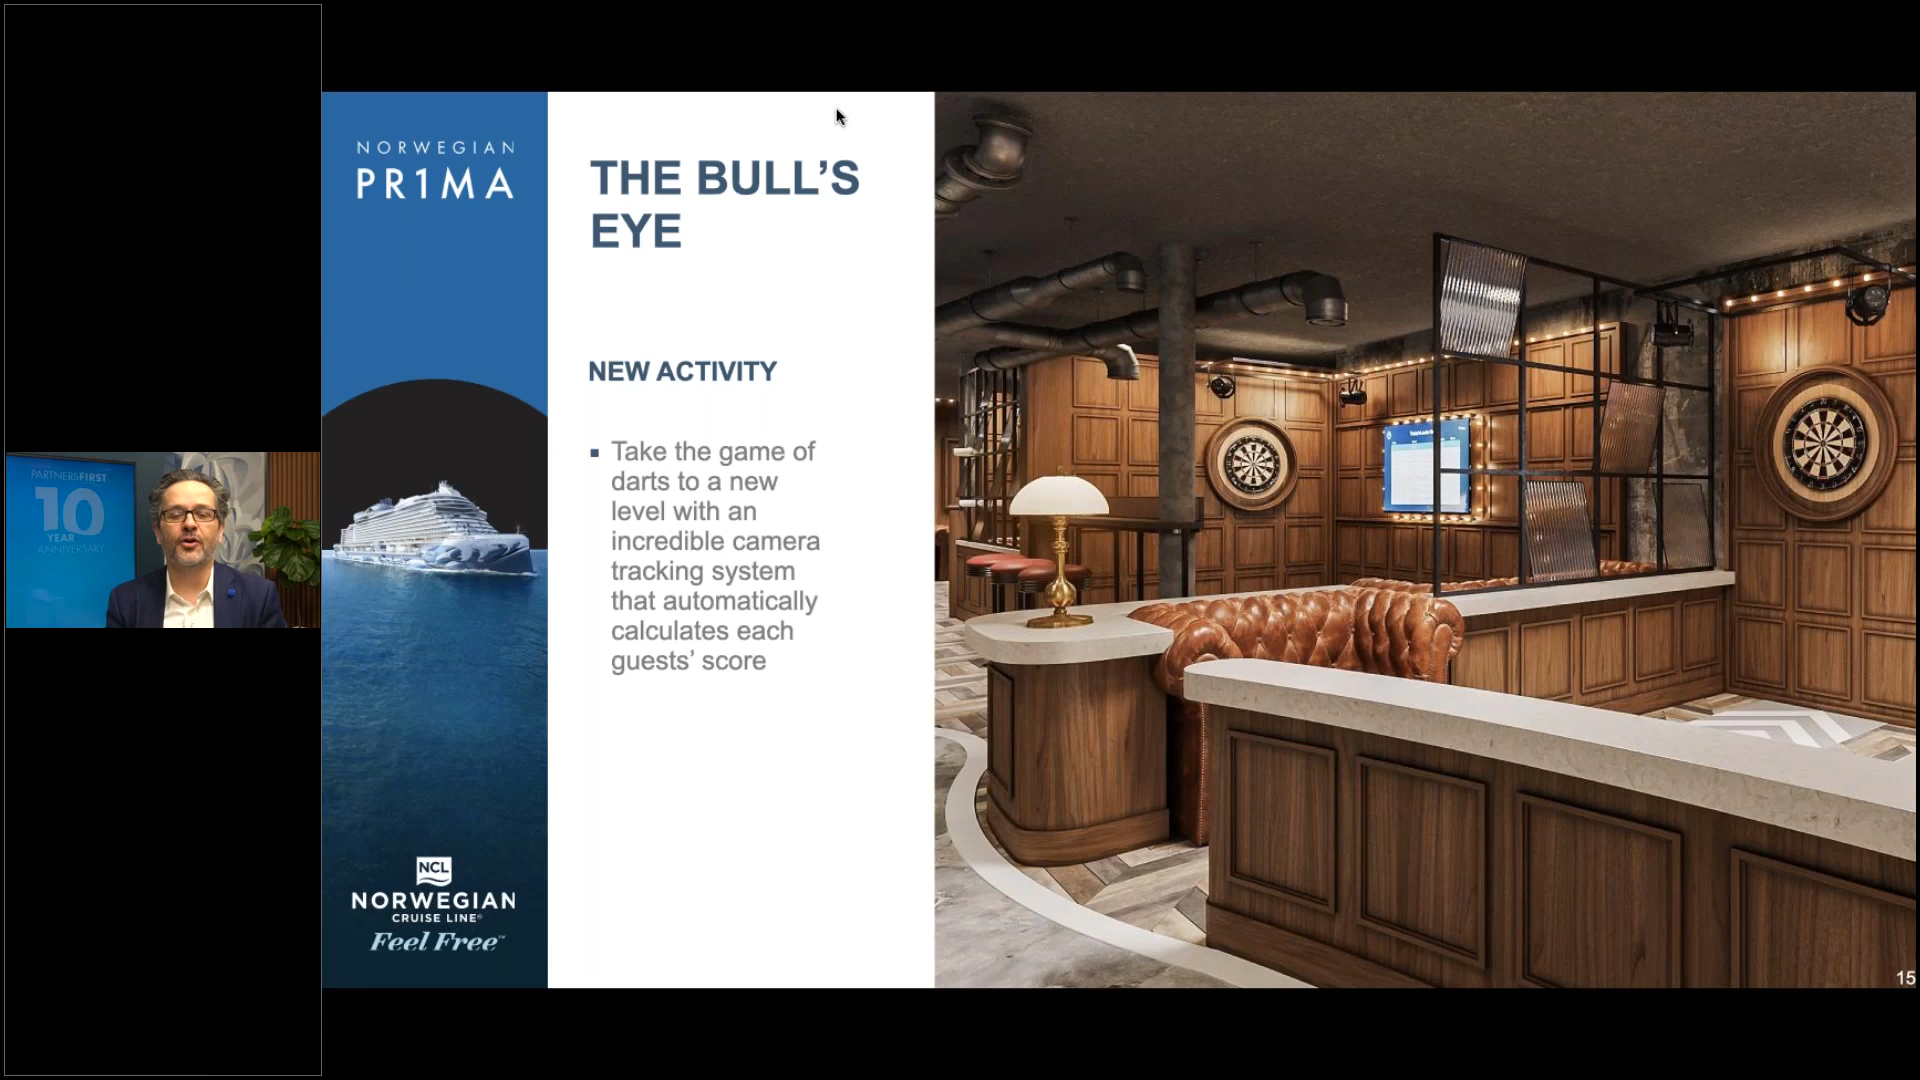 PARTNERSFIRST
10
YEAR
ANNIVERSARY
NORWEGIAN
PR1MA
NCL
NORWEGIAN
CRUISE LINE®
Feel Free™
THE BULL’S
EYE
NEW ACTIVITY
▪ Take the game of
darts to a new
level with an
incredible camera
tracking system
that automatically
calculates each
guests’ score
15